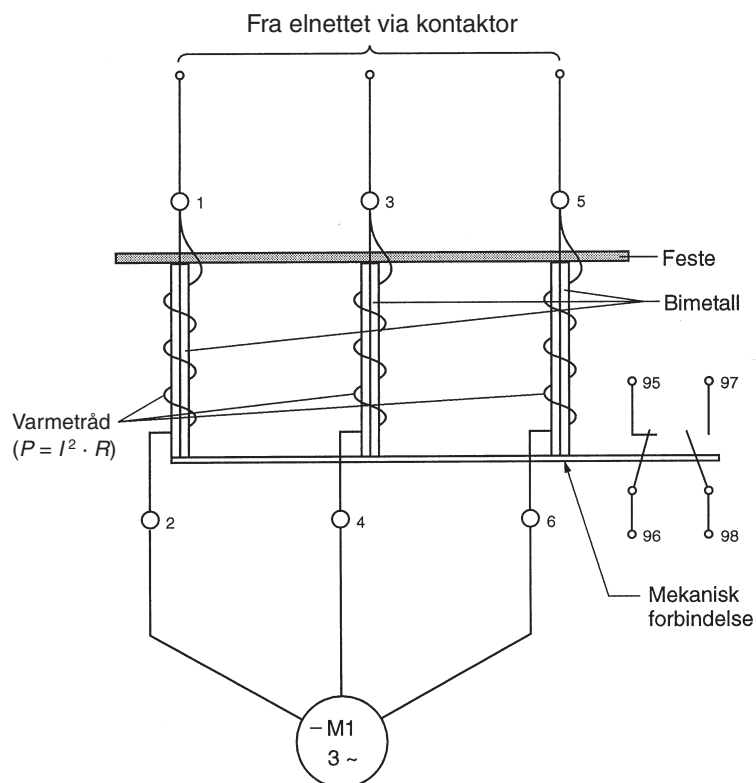 Fra elnettet via kontaktor
1
3
5
Feste
Bimetall
95
97
Varmetråd
(P = I² · R)
2
4
6
96
98
Mekanisk
forbindelse
– M1
3 ~